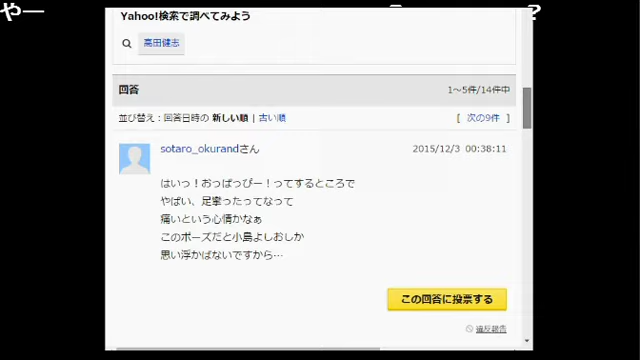 やー
?
Yahoo!検索で調べてみよう
高田健志
回答
1～5件/14件中
並び替え：回答日時の 新しい順 | 古い順
[ 次の9件 ]
sotaro_okurandさん
2015/12/3 00:38:11
はいっ！おっぱっぴー！ってするところで
やばい、足攣ったってなって
痛いという心情かなぁ
このポーズだと小島よしおしか
思い浮かばないですから…
この回答に投票する
違反報告